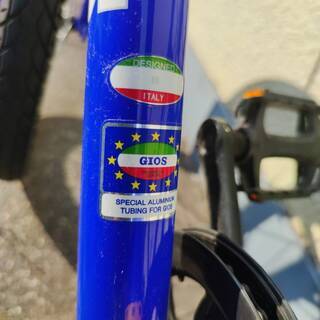 DESIGNED
IN
ITALY
GIOS
SPECIAL ALUMINIUM
TUBING FOR GIOS